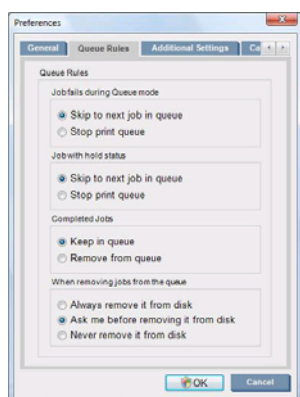 Preferences
General Queue Rules Additional Settings Ca
Queue Rules
Job fails during Queue mode
Skip to next job in queue
Stop print queue
Job with hold status
Skip to next job in queue
Stop print queue
Completed Jobs
Keep in queue
Remove from queue
When removing jobs from the queue
Always remove it from disk
Ask me before removing it from disk
Never remove it from disk
OK Cancel